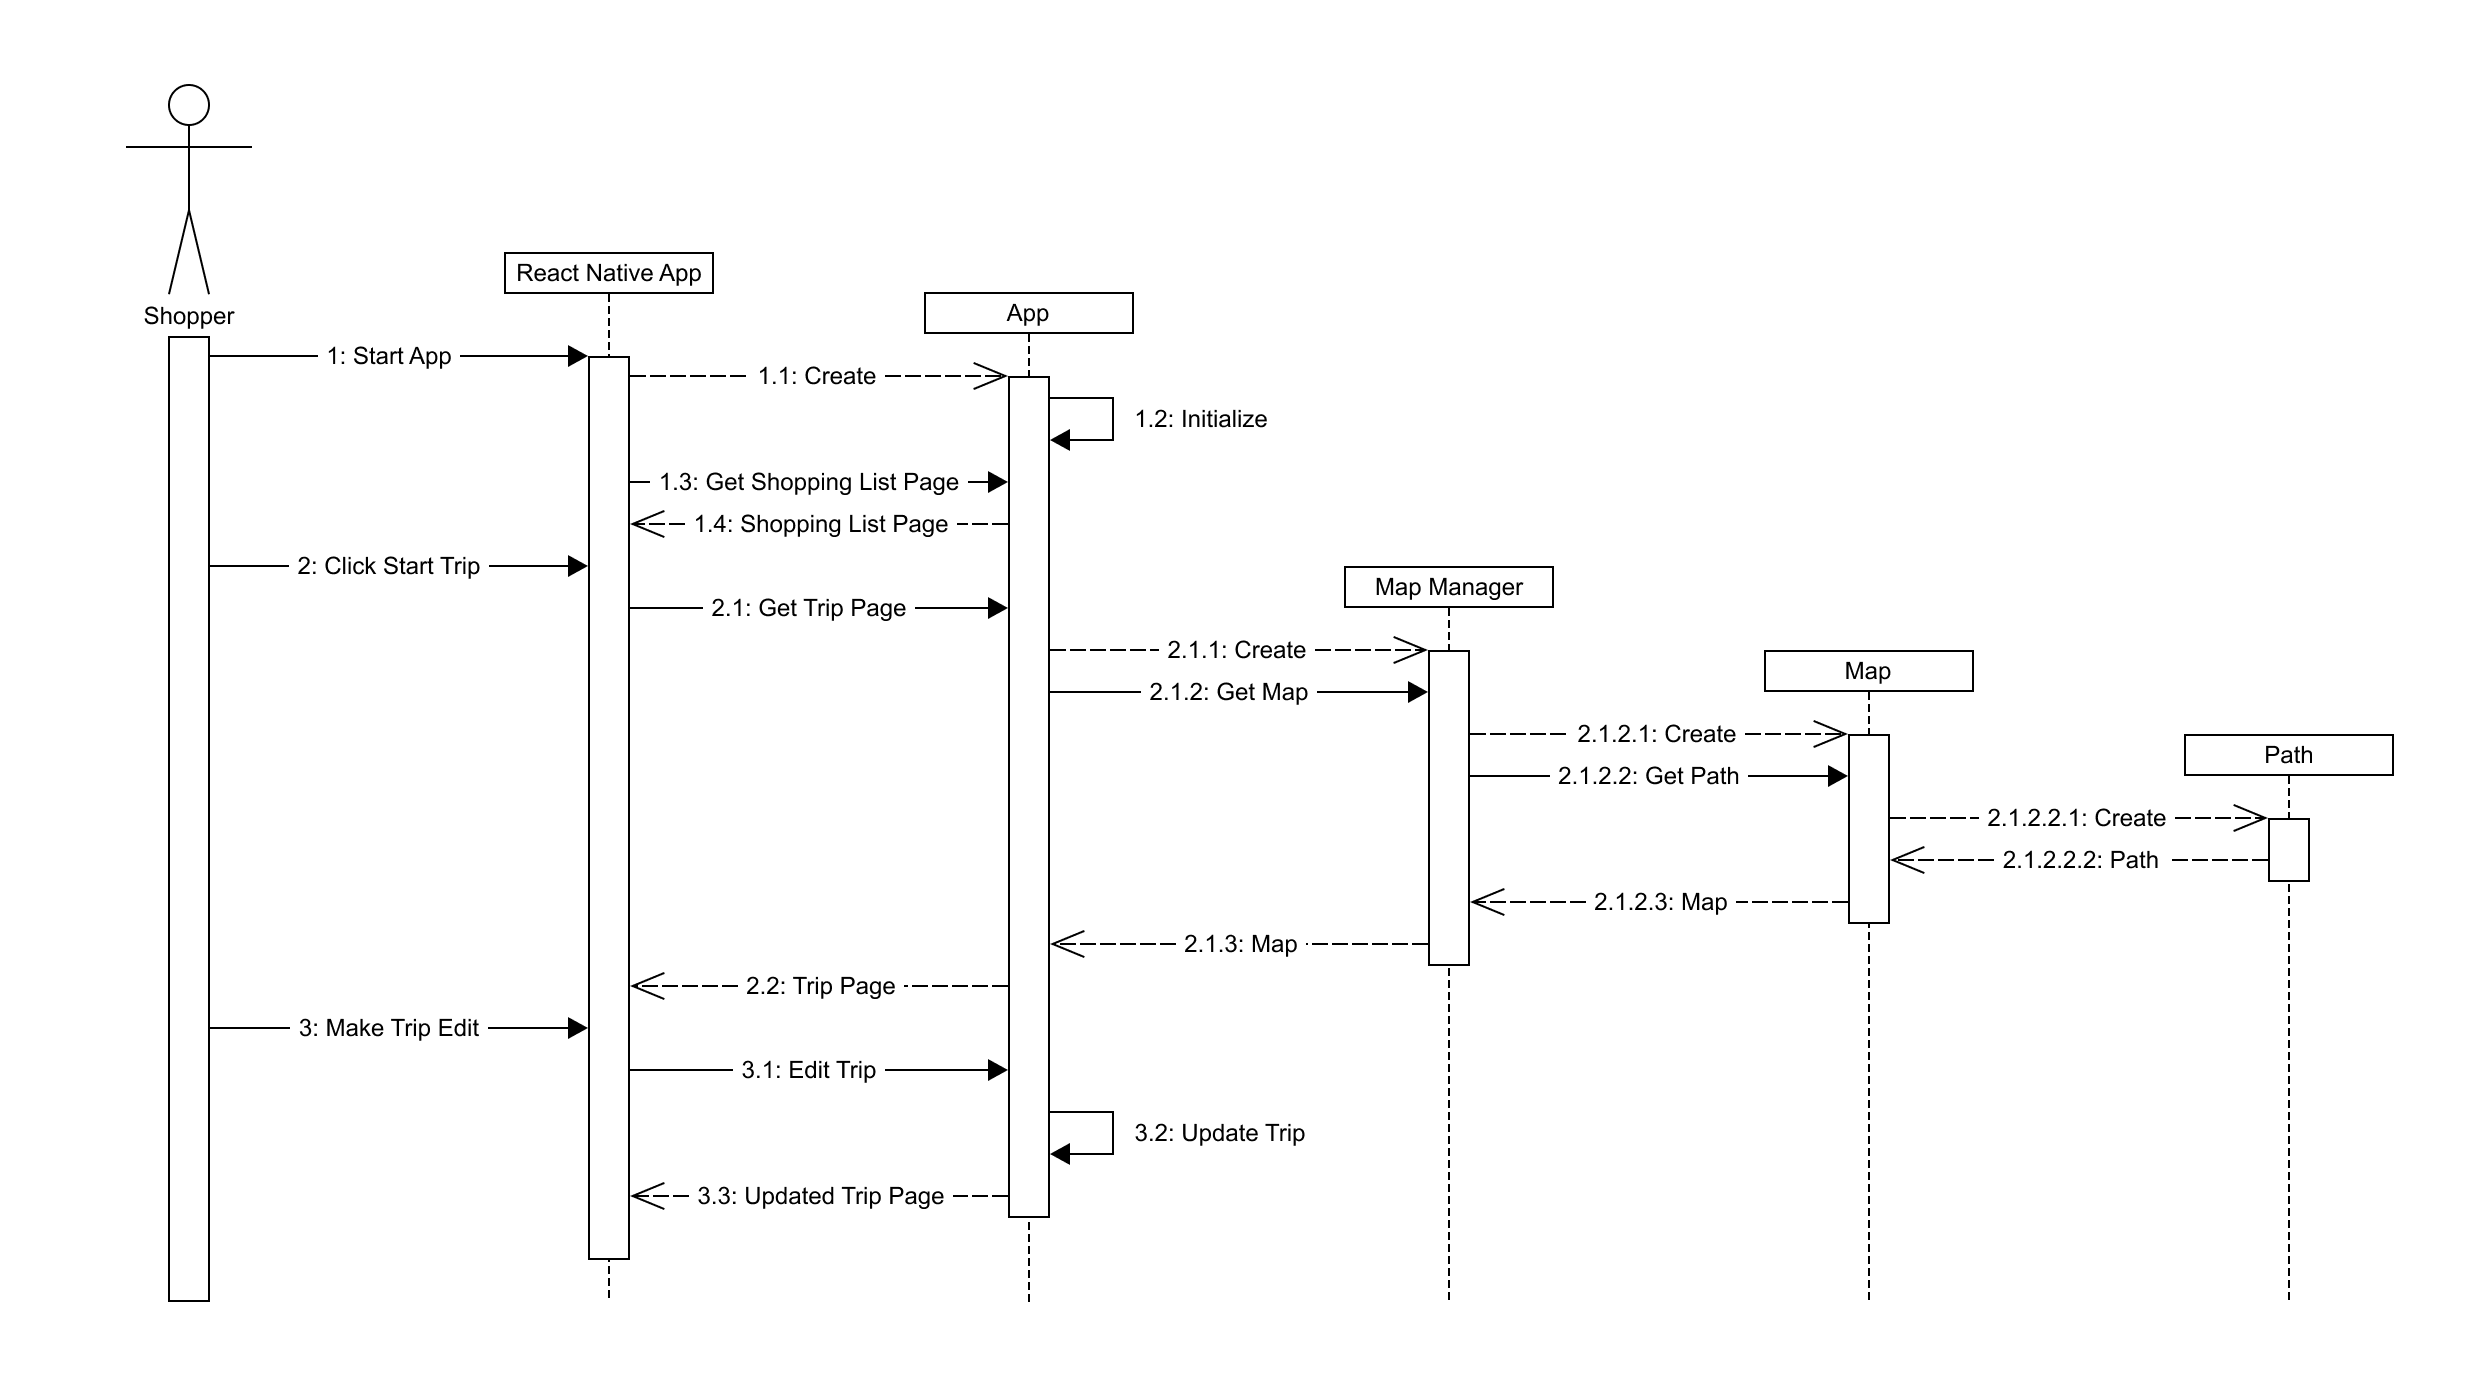 React Native App
App
Shopper
1: Start App
1.1: Create
1.2: Initialize
1.3: Get Shopping List Page
1.4: Shopping List Page
2: Click Start Trip
Map Manager
2.1: Get Trip Page
2.1.1: Create
Map
2.1.2: Get Map
2.1.2.1: Create
Path
2.1.2.2: Get Path
2.1.2.2.1: Create
2.1.2.2.2: Path
2.1.2.3: Map
2.1.3: Map
2.2: Trip Page
3: Make Trip Edit
3.1: Edit Trip
3.2: Update Trip
3.3: Updated Trip Page